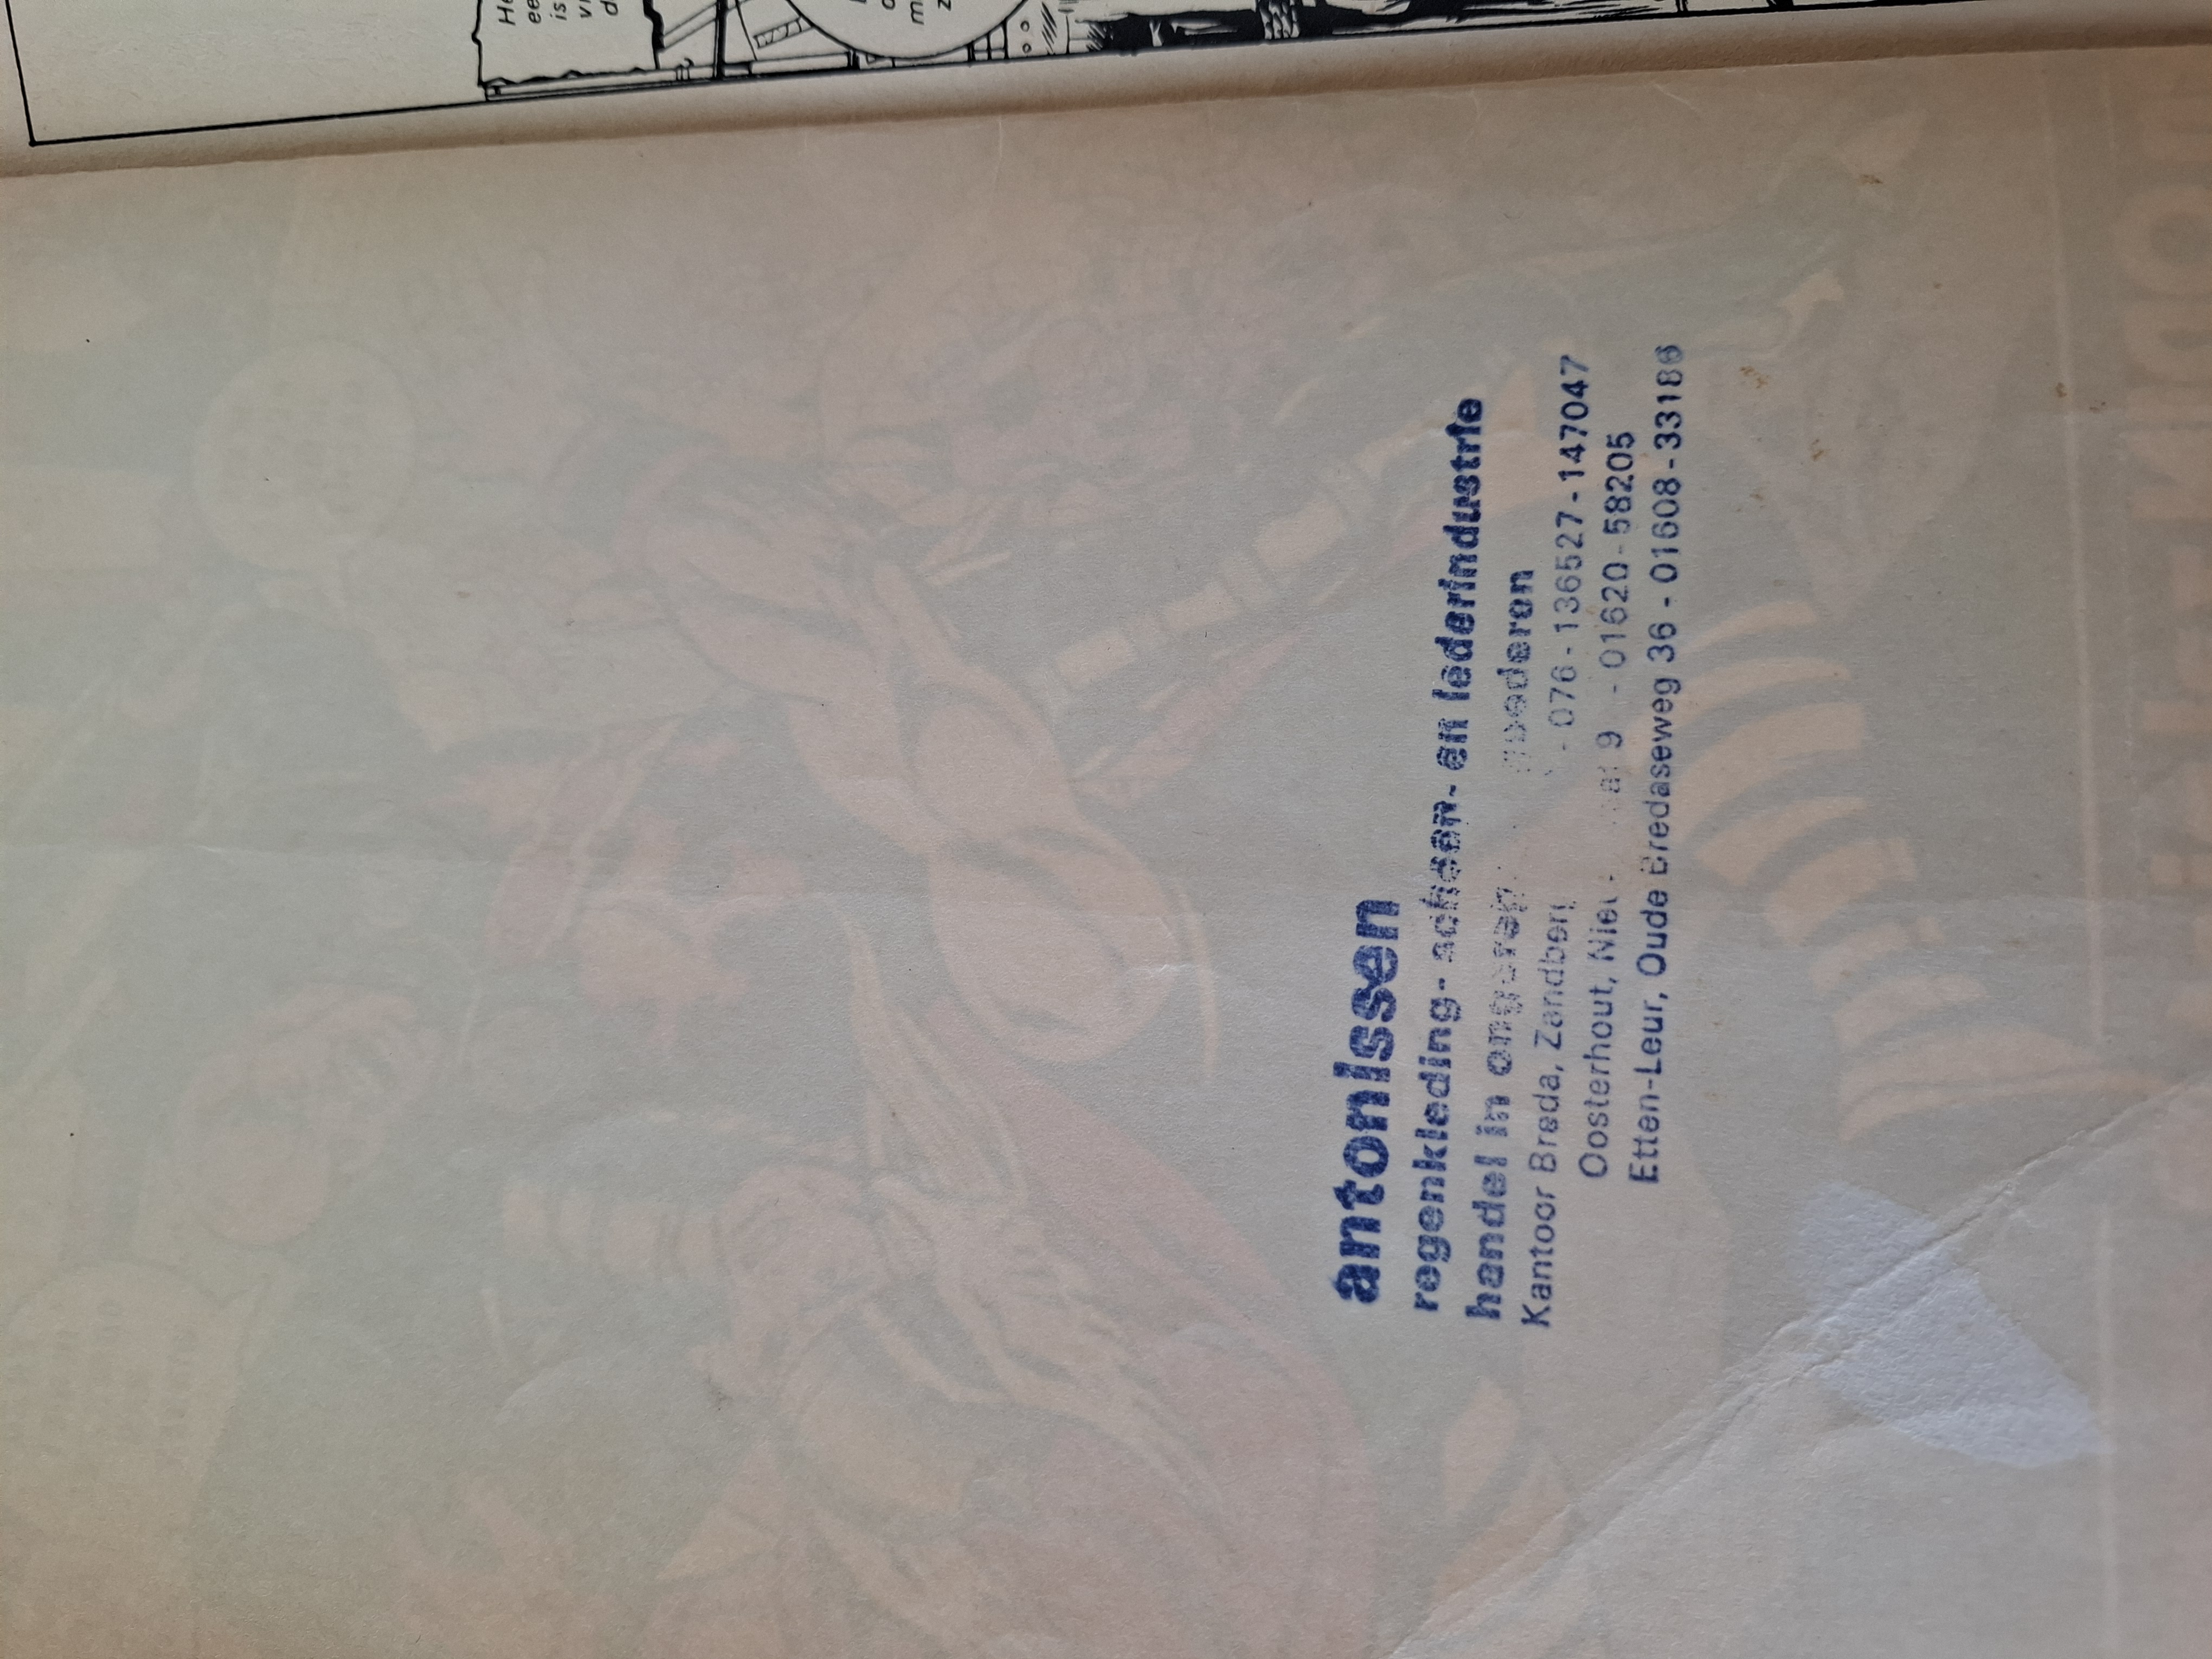 antonissen
regenkleding- schoen- en lederindustrie
handel in
Kantoor Breda, - 076 - 136527 - 147047
Oosterhout, 9 - 01620 - 58205
Etten-Leur, Oude Bredaseweg 36 - 01608 - 33186